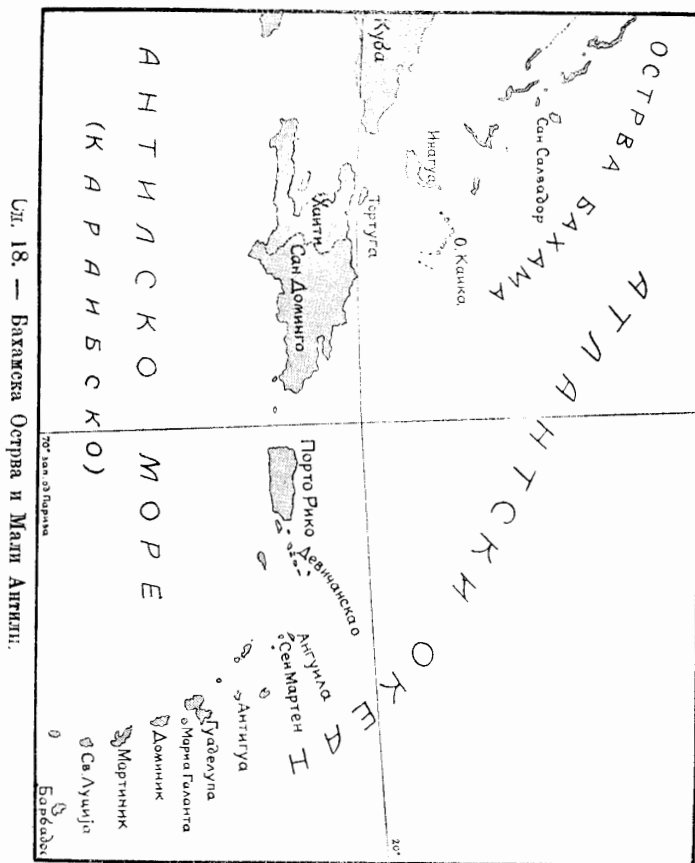 ОСТРВА БАХАМА
АТЛАНТСКИ
ОКЕАН
Куба
Сан Салвадор
Инагуа
О. Каика
Тортуга
Хаити
Сан Доминго
АНТИЛСКО МОРЕ
(КАРАИБСКО)
Порто Рико
Девичанска о
Ангуила
Сен Мартен
Антигуа
Гуаделупа
Мариа Галанта
Доминик
Мартиник
Св. Луција
Барбадос
20°
70° зап. од Париза
Сл. 18. — Бахамска Острва и Мали Антили.